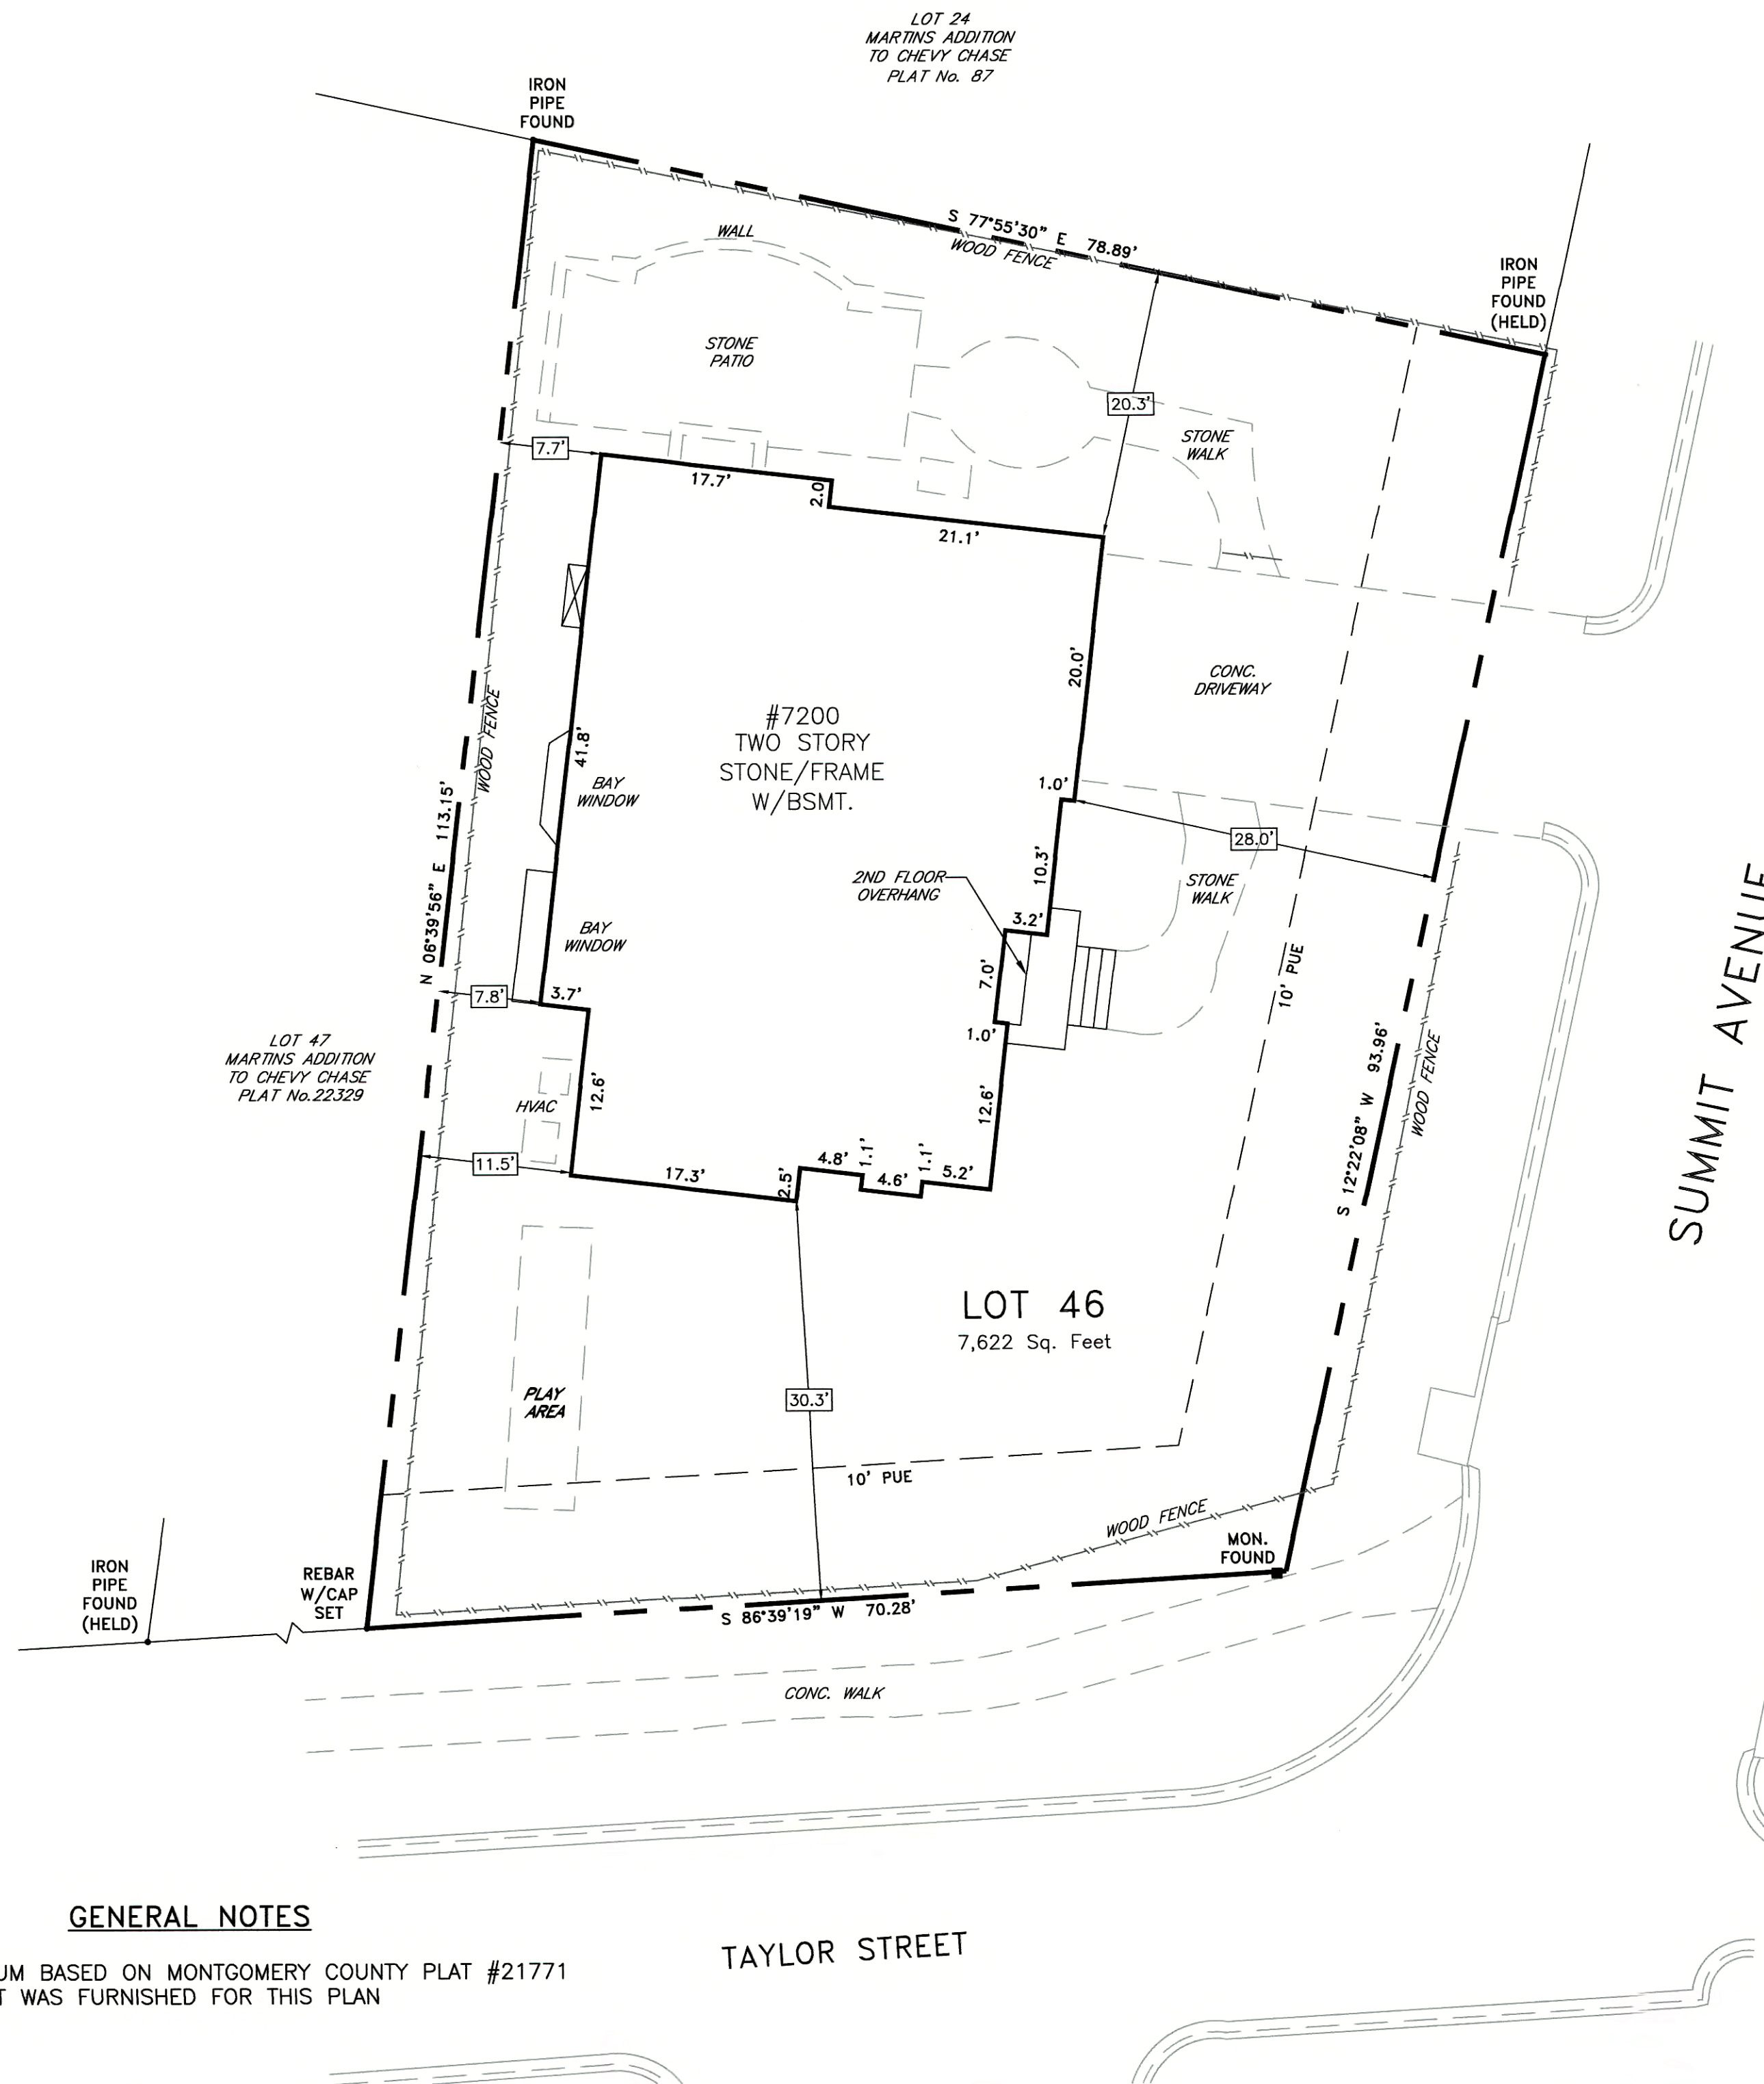 LOT 24
MARTINS ADDITION
TO CHEVY CHASE
PLAT No. 87
IRON
PIPE
FOUND
S 77°55'30" E 78.89'
WOOD FENCE
WALL
IRON
PIPE
FOUND
(HELD)
STONE
PATIO
20.3'
STONE
WALK
7.7'
17.7'
2.0
21.1'
20.0'
CONC.
DRIVEWAY
WOOD FENCE
41.8'
#7200
TWO STORY
STONE/FRAME
W/BSMT.
BAY
WINDOW
1.0'
28.0'
N 06°39'56" E 113.15'
10.3'
2ND FLOOR
OVERHANG
STONE
WALK
3.2'
BAY
WINDOW
7.0'
10' PUE
SUMMIT AVENUE
7.8'
3.7'
1.0'
LOT 47
MARTINS ADDITION
TO CHEVY CHASE
PLAT No.22329
S 12°22'08" W 93.96'
WOOD FENCE
HVAC
12.6'
12.6'
11.5'
17.3'
2.5'
4.8'
1.1'
4.6'
1.1'
5.2'
LOT 46
7,622 Sq. Feet
30.3'
PLAY
AREA
10' PUE
WOOD FENCE
MON.
FOUND
IRON
PIPE
FOUND
(HELD)
REBAR
W/CAP
SET
S 86°39'19" W 70.28'
CONC. WALK
GENERAL NOTES
UM BASED ON MONTGOMERY COUNTY PLAT #21771
T WAS FURNISHED FOR THIS PLAN
TAYLOR STREET